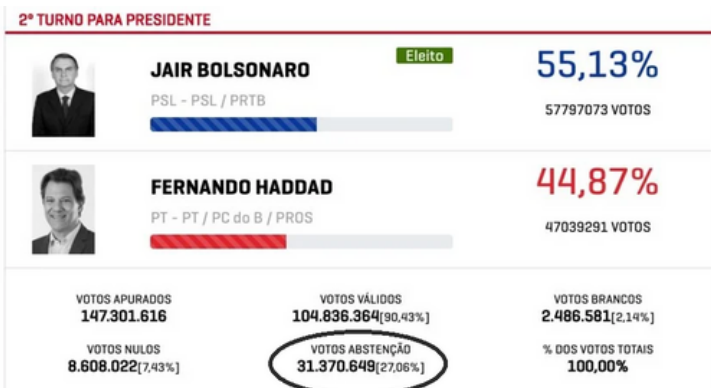 2º TURNO PARA PRESIDENTE
JAIR BOLSONARO
Eleito
55,13%
PSL - PSL / PRTB
57797073 VOTOS
FERNANDO HADDAD
44,87%
PT - PT / PC do B / PROS
47039291 VOTOS
VOTOS APURADOS
147.301.616
VOTOS VÁLIDOS
104.836.364[90,43%]
VOTOS BRANCOS
2.486.581[2,14%]
VOTOS NULOS
8.608.022[7,43%]
VOTOS ABSTENÇÃO
31.370.649[27,06%]
% DOS VOTOS TOTAIS
100,00%